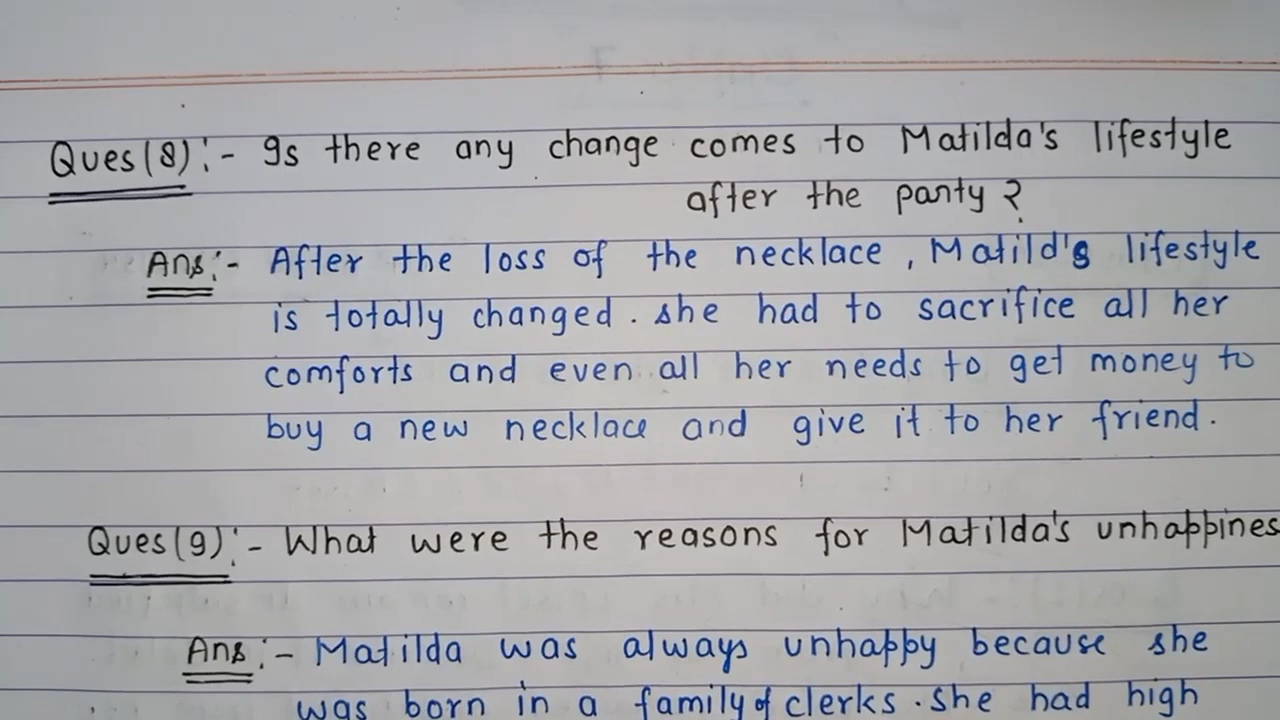 Ques(8):- Is there any change comes to Matilda's lifestyle
after the party?
Ans:- After the loss of the necklace, Matild's lifestyle
is totally changed. she had to sacrifice all her
comforts and even all her needs to get money to
buy a new necklace and give it to her friend.
Ques(9):- What were the reasons for Matilda's unhappines
Ans:- Matilda was always unhappy because she
was born in a family of clerks. she had high